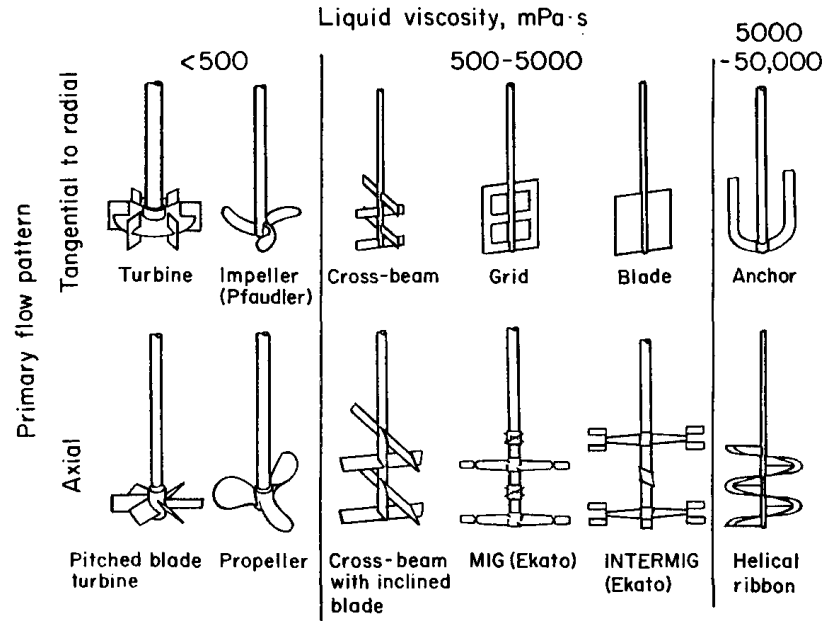 Liquid viscosity, mPa·s
<500
500-5000
5000
-50,000
Primary flow pattern
Tangential to radial
Turbine
Impeller
(Pfaudler)
Cross-beam
Grid
Blade
Anchor
Axial
Pitched blade
turbine
Propeller
Cross-beam
with inclined
blade
MIG (Ekato)
INTERMIG
(Ekato)
Helical
ribbon